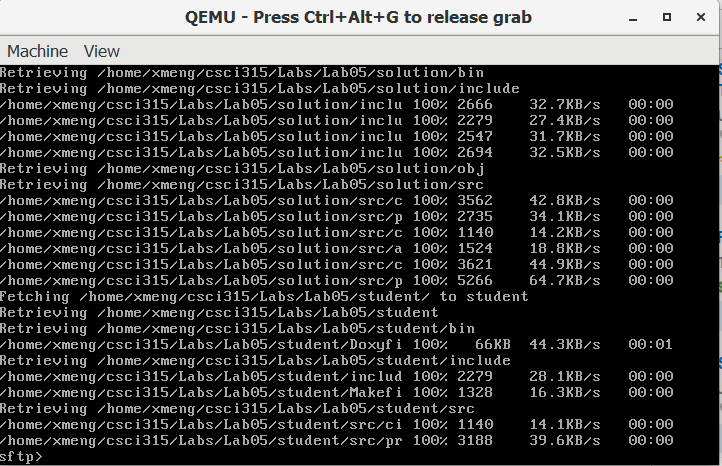 QEMU - Press Ctrl+Alt+G to release grab
Machine View
Retrieving /home/xmeng/csci315/Labs/Lab05/solution/bin
Retrieving /home/xmeng/csci315/Labs/Lab05/solution/include
/home/xmeng/csci315/Labs/Lab05/solution/inclu 100% 2666 32.7KB/s 00:00
/home/xmeng/csci315/Labs/Lab05/solution/inclu 100% 2279 27.4KB/s 00:00
/home/xmeng/csci315/Labs/Lab05/solution/inclu 100% 2547 31.7KB/s 00:00
/home/xmeng/csci315/Labs/Lab05/solution/inclu 100% 2694 32.5KB/s 00:00
Retrieving /home/xmeng/csci315/Labs/Lab05/solution/obj
Retrieving /home/xmeng/csci315/Labs/Lab05/solution/src
/home/xmeng/csci315/Labs/Lab05/solution/src/c 100% 3562 42.8KB/s 00:00
/home/xmeng/csci315/Labs/Lab05/solution/src/p 100% 2735 34.1KB/s 00:00
/home/xmeng/csci315/Labs/Lab05/solution/src/c 100% 1140 14.2KB/s 00:00
/home/xmeng/csci315/Labs/Lab05/solution/src/a 100% 1524 18.8KB/s 00:00
/home/xmeng/csci315/Labs/Lab05/solution/src/c 100% 3621 44.9KB/s 00:00
/home/xmeng/csci315/Labs/Lab05/solution/src/p 100% 5266 64.7KB/s 00:00
Fetching /home/xmeng/csci315/Labs/Lab05/student/ to student
Retrieving /home/xmeng/csci315/Labs/Lab05/student
Retrieving /home/xmeng/csci315/Labs/Lab05/student/bin
/home/xmeng/csci315/Labs/Lab05/student/Doxyfi 100% 66KB 44.3KB/s 00:01
Retrieving /home/xmeng/csci315/Labs/Lab05/student/include
/home/xmeng/csci315/Labs/Lab05/student/includ 100% 2279 28.1KB/s 00:00
/home/xmeng/csci315/Labs/Lab05/student/Makefi 100% 1328 16.3KB/s 00:00
Retrieving /home/xmeng/csci315/Labs/Lab05/student/src
/home/xmeng/csci315/Labs/Lab05/student/src/ci 100% 1140 14.1KB/s 00:00
/home/xmeng/csci315/Labs/Lab05/student/src/pr 100% 3188 39.6KB/s 00:00
sftp>